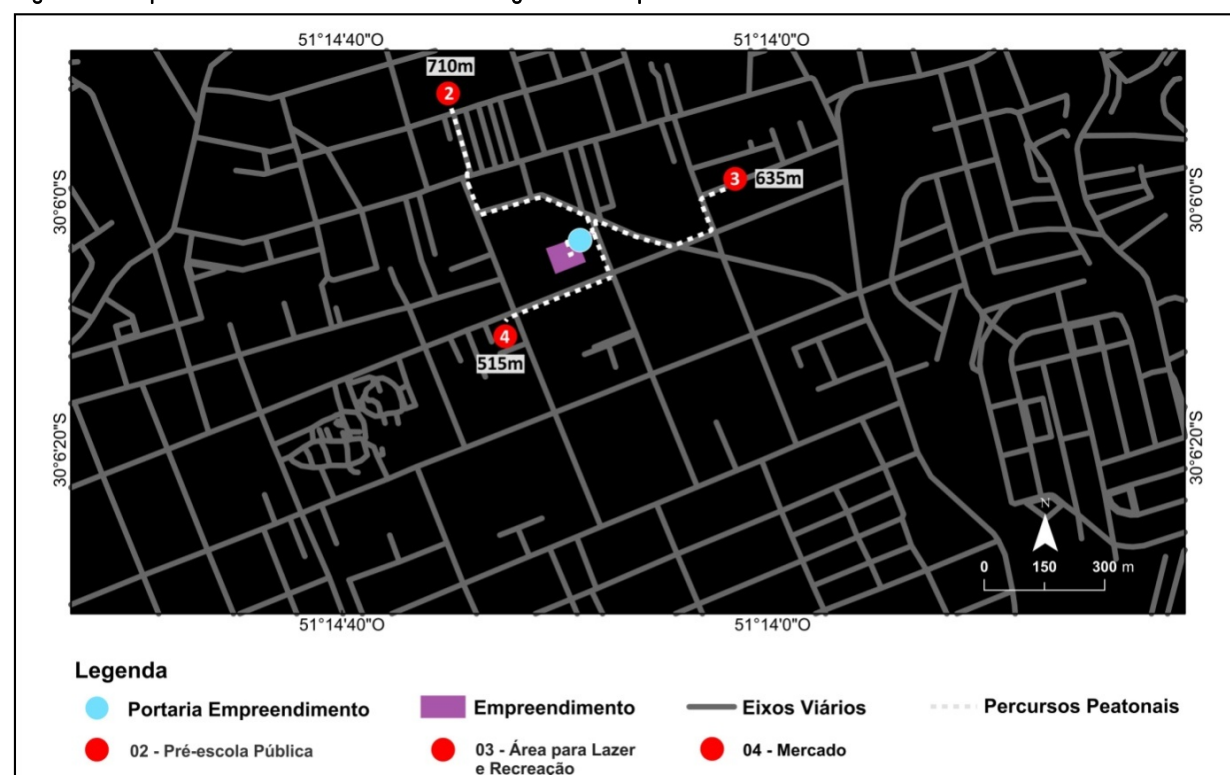 51°14'40"O 51°14'0"O
710m
2
3 635m
30°6'0"S 30°6'0"S
4
515m
30°6'20"S 30°6'20"S
N
0 150 300 m
51°14'40"O 51°14'0"O
Legenda
Portaria Empreendimento Empreendimento Eixos Viários Percursos Peatonais
02 - Pré-escola Pública 03 - Área para Lazer 04 - Mercado
e Recreação